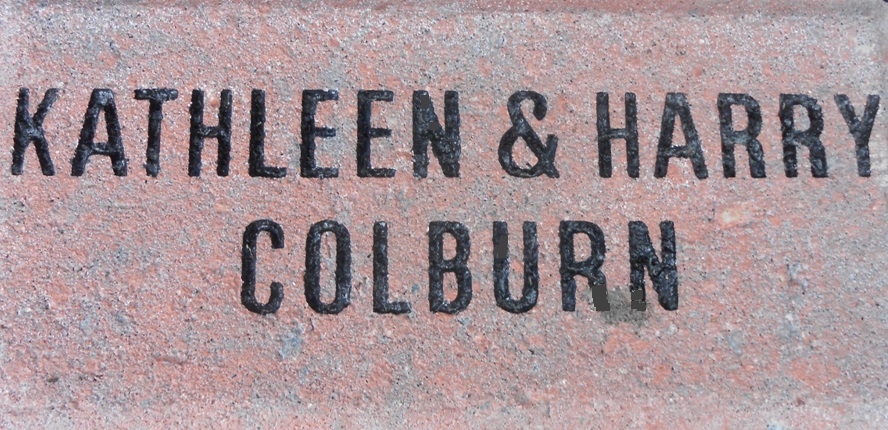 KATHLEEN & HARRY
COLBURN